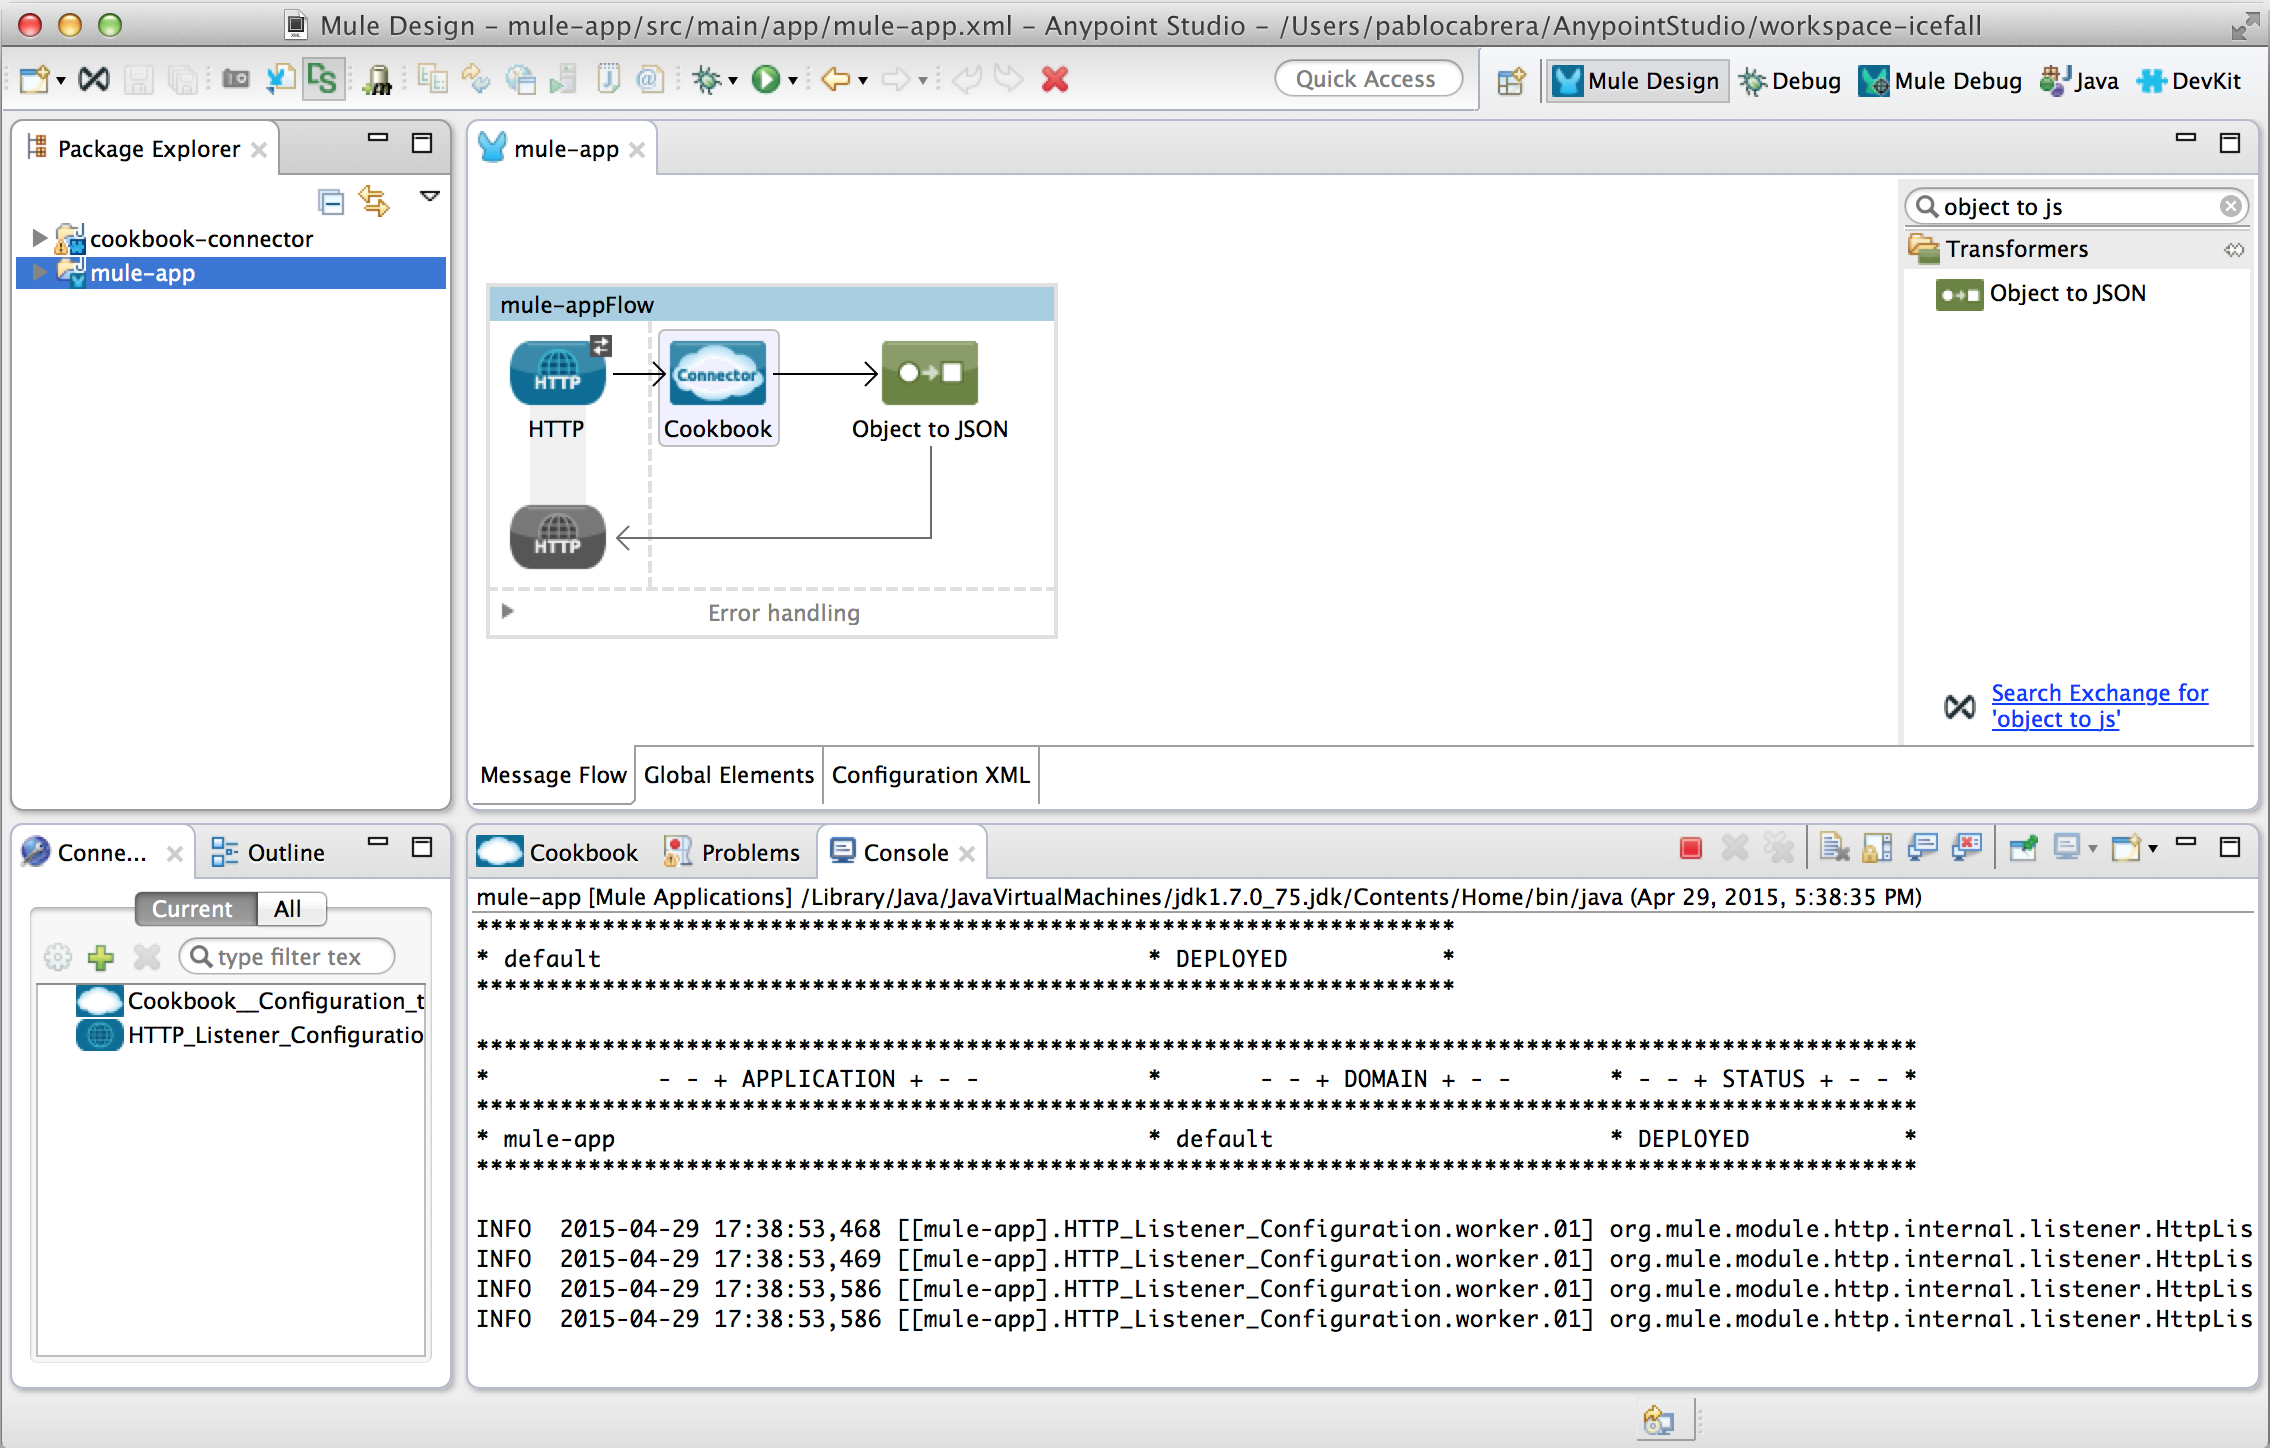 Mule Design – mule-app/src/main/app/mule-app.xml – Anypoint Studio – /Users/pablocabrera/AnypointStudio/workspace-icefall
Quick Access
Mule Design
Debug
Mule Debug
Java
DevKit
Package Explorer
cookbook-connector
mule-app
mule-app
mule-appFlow
HTTP
Connector
HTTP
Cookbook
Object to JSON
HTTP
Error handling
object to js
Transformers
Object to JSON
Search Exchange for
'object to js'
Message Flow
Global Elements
Configuration XML
Conne...
Outline
Current
All
type filter tex
Cookbook__Configuration_t
HTTP_Listener_Configuratio
Cookbook
Problems
Console
mule-app [Mule Applications] /Library/Java/JavaVirtualMachines/jdk1.7.0_75.jdk/Contents/Home/bin/java (Apr 29, 2015, 5:38:35 PM)
**********************************************************************
* default * DEPLOYED *
**********************************************************************
*******************************************************************************************************
* - - + APPLICATION + - - * - - + DOMAIN + - - * - - + STATUS + - - *
*******************************************************************************************************
* mule-app * default * DEPLOYED *
*******************************************************************************************************
INFO 2015-04-29 17:38:53,468 [[mule-app].HTTP_Listener_Configuration.worker.01] org.mule.module.http.internal.listener.HttpLis
INFO 2015-04-29 17:38:53,469 [[mule-app].HTTP_Listener_Configuration.worker.01] org.mule.module.http.internal.listener.HttpLis
INFO 2015-04-29 17:38:53,586 [[mule-app].HTTP_Listener_Configuration.worker.01] org.mule.module.http.internal.listener.HttpLis
INFO 2015-04-29 17:38:53,586 [[mule-app].HTTP_Listener_Configuration.worker.01] org.mule.module.http.internal.listener.HttpLis